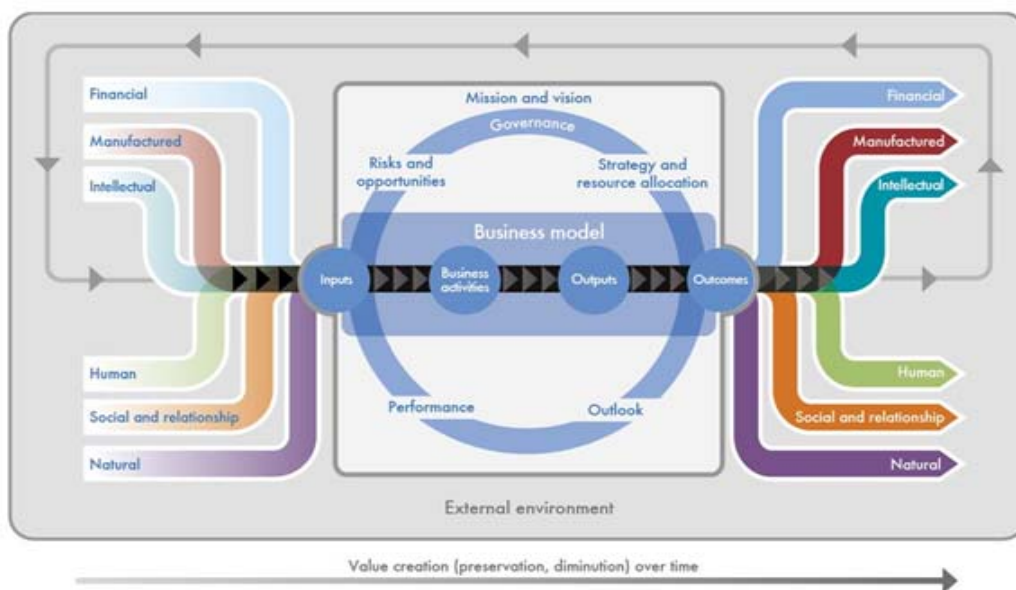 Financial
Manufactured
Intellectual
Human
Social and relationship
Natural
Mission and vision
Governance
Risks and
opportunities
Strategy and
resource allocation
Business model
Inputs
Business
activities
Outputs
Outcomes
Performance
Outlook
Financial
Manufactured
Intellectual
Human
Social and relationship
Natural
External environment
Value creation (preservation, diminution) over time